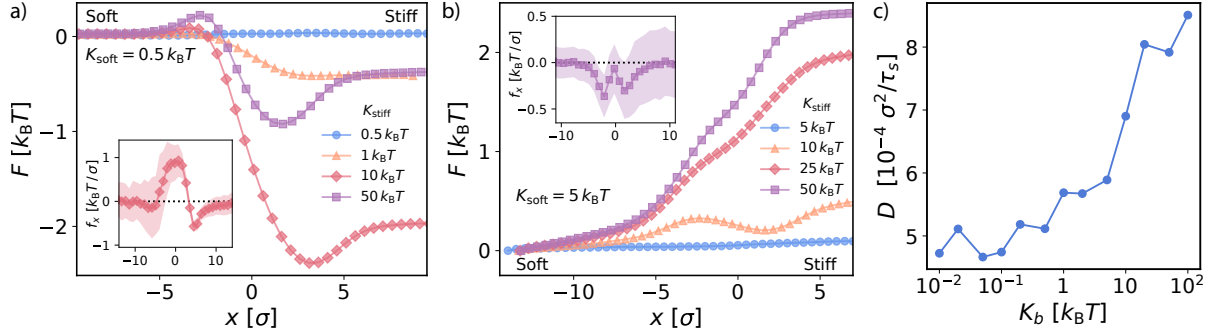 a)
Soft
Stiff
K_soft = 0.5 k_BT
K_stiff
0.5 k_BT
1 k_BT
10 k_BT
50 k_BT
F [k_BT]
0
−1
−2
x [σ]
−5
0
5
f_x [k_BT/σ]
1
0
−1
−10
0
10
b)
K_soft = 5 k_BT
K_stiff
5 k_BT
10 k_BT
25 k_BT
50 k_BT
Soft
Stiff
F [k_BT]
2
1
0
x [σ]
−10
−5
0
5
f_x [k_BT/σ]
0.5
0.0
−0.5
−10
0
10
c)
D [10⁻⁴ σ²/τ_s]
8
7
6
5
10⁻²
10⁻¹
1
10
10²
K_b [k_BT]